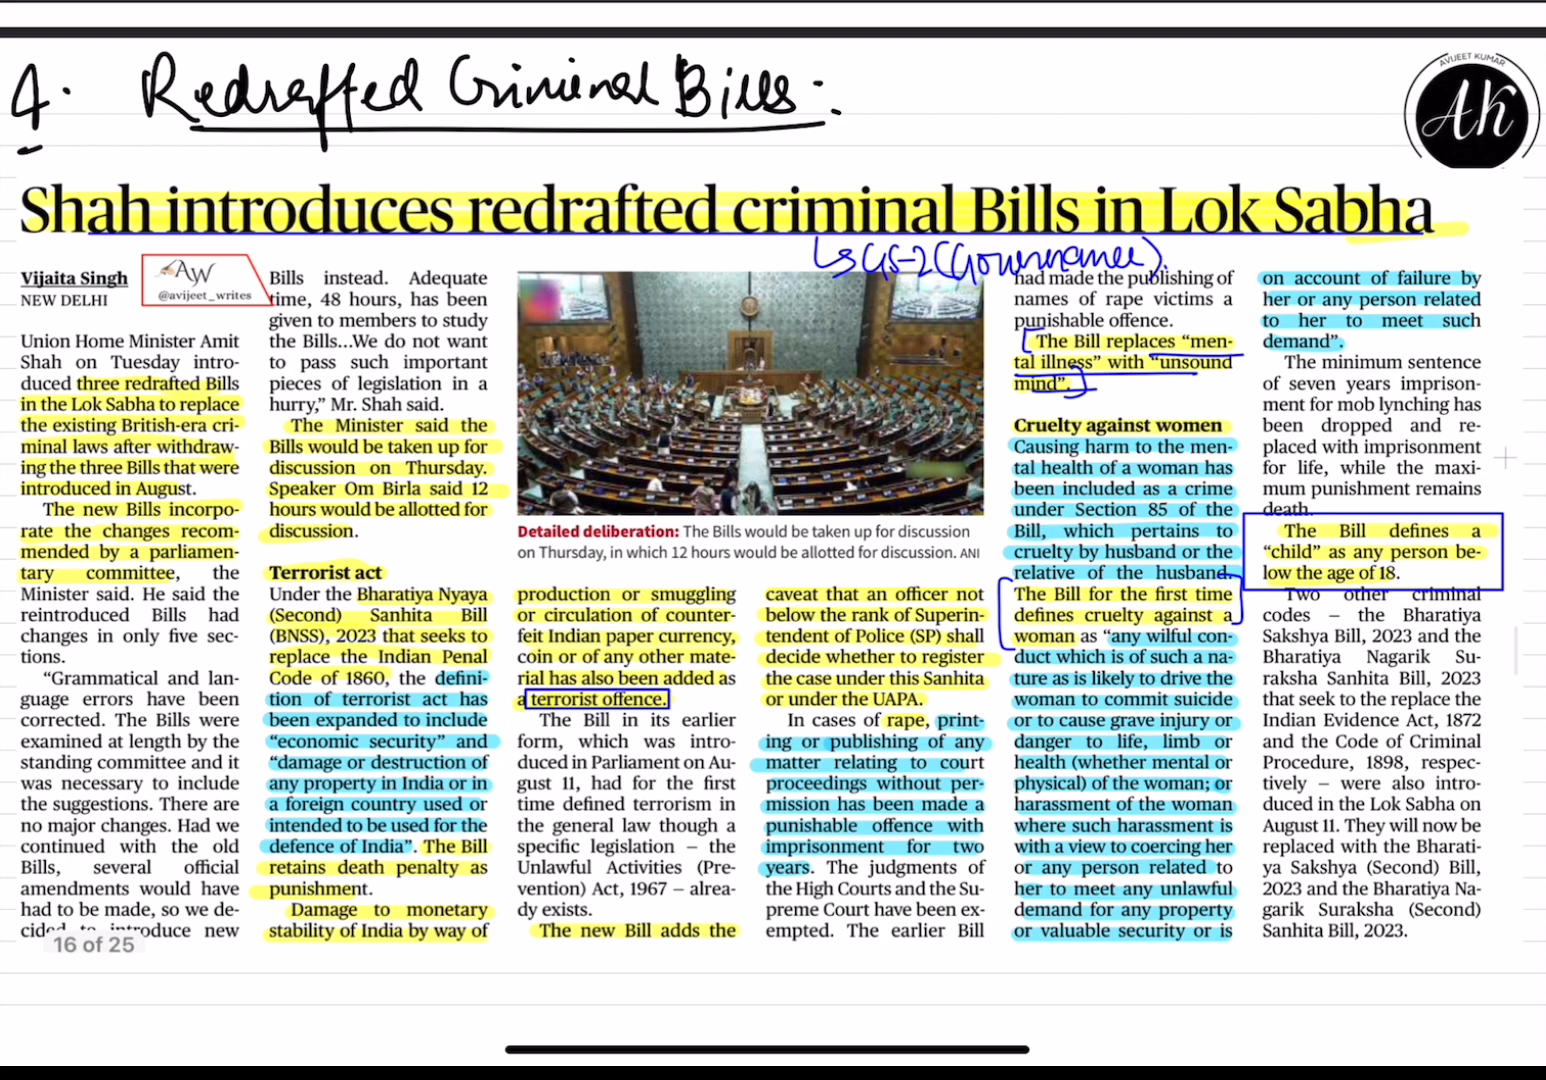 4. Redrafted Criminal Bills:
AVIJEET KUMAR
AK
Shah introduces redrafted criminal Bills in Lok Sabha
↳ GS-2 (Governance).
Vijaita Singh
NEW DELHI
AW
@avijeet_writes
Union Home Minister Amit
Shah on Tuesday intro-
duced three redrafted Bills
in the Lok Sabha to replace
the existing British-era cri-
minal laws after withdraw-
ing the three Bills that were
introduced in August.
The new Bills incorpo-
rate the changes recom-
mended by a parliamen-
tary committee, the
Minister said. He said the
reintroduced Bills had
changes in only five sec-
tions.
“Grammatical and lan-
guage errors have been
corrected. The Bills were
examined at length by the
standing committee and it
was necessary to include
the suggestions. There are
no major changes. Had we
continued with the old
Bills, several official
amendments would have
had to be made, so we de-
cided to introduce new
16 of 25
Bills instead. Adequate
time, 48 hours, has been
given to members to study
the Bills...We do not want
to pass such important
pieces of legislation in a
hurry,” Mr. Shah said.
The Minister said the
Bills would be taken up for
discussion on Thursday.
Speaker Om Birla said 12
hours would be allotted for
discussion.
Terrorist act
Under the Bharatiya Nyaya
(Second) Sanhita Bill
(BNSS), 2023 that seeks to
replace the Indian Penal
Code of 1860, the defini-
tion of terrorist act has
been expanded to include
“economic security” and
“damage or destruction of
any property in India or in
a foreign country used or
intended to be used for the
defence of India”. The Bill
retains death penalty as
punishment.
Damage to monetary
stability of India by way of
Detailed deliberation: The Bills would be taken up for discussion
on Thursday, in which 12 hours would be allotted for discussion. ANI
production or smuggling
or circulation of counter-
feit Indian paper currency,
coin or of any other mate-
rial has also been added as
a terrorist offence.
The Bill in its earlier
form, which was intro-
duced in Parliament on Au-
gust 11, had for the first
time defined terrorism in
the general law though a
specific legislation – the
Unlawful Activities (Pre-
vention) Act, 1967 – alrea-
dy exists.
The new Bill adds the
caveat that an officer not
below the rank of Superin-
tendent of Police (SP) shall
decide whether to register
the case under this Sanhita
or under the UAPA.
In cases of rape, print-
ing or publishing of any
matter relating to court
proceedings without per-
mission has been made a
punishable offence with
imprisonment for two
years. The judgments of
the High Courts and the Su-
preme Court have been ex-
empted. The earlier Bill
had made the publishing of
names of rape victims a
punishable offence.
The Bill replaces “men-
tal illness” with “unsound
mind”.
Cruelty against women
Causing harm to the men-
tal health of a woman has
been included as a crime
under Section 85 of the
Bill, which pertains to
cruelty by husband or the
relative of the husband.
The Bill for the first time
defines cruelty against a
woman as “any wilful con-
duct which is of such a na-
ture as is likely to drive the
woman to commit suicide
or to cause grave injury or
danger to life, limb or
health (whether mental or
physical) of the woman; or
harassment of the woman
where such harassment is
with a view to coercing her
or any person related to
her to meet any unlawful
demand for any property
or valuable security or is
on account of failure by
her or any person related
to her to meet such
demand”.
The minimum sentence
of seven years imprison-
ment for mob lynching has
been dropped and re-
placed with imprisonment
for life, while the maxi-
mum punishment remains
death.
The Bill defines a
“child” as any person be-
low the age of 18.
Two other criminal
codes – the Bharatiya
Sakshya Bill, 2023 and the
Bharatiya Nagarik Su-
raksha Sanhita Bill, 2023
that seek to the replace the
Indian Evidence Act, 1872
and the Code of Criminal
Procedure, 1898, respec-
tively – were also intro-
duced in the Lok Sabha on
August 11. They will now be
replaced with the Bharati-
ya Sakshya (Second) Bill,
2023 and the Bharatiya Na-
garik Suraksha (Second)
Sanhita Bill, 2023.